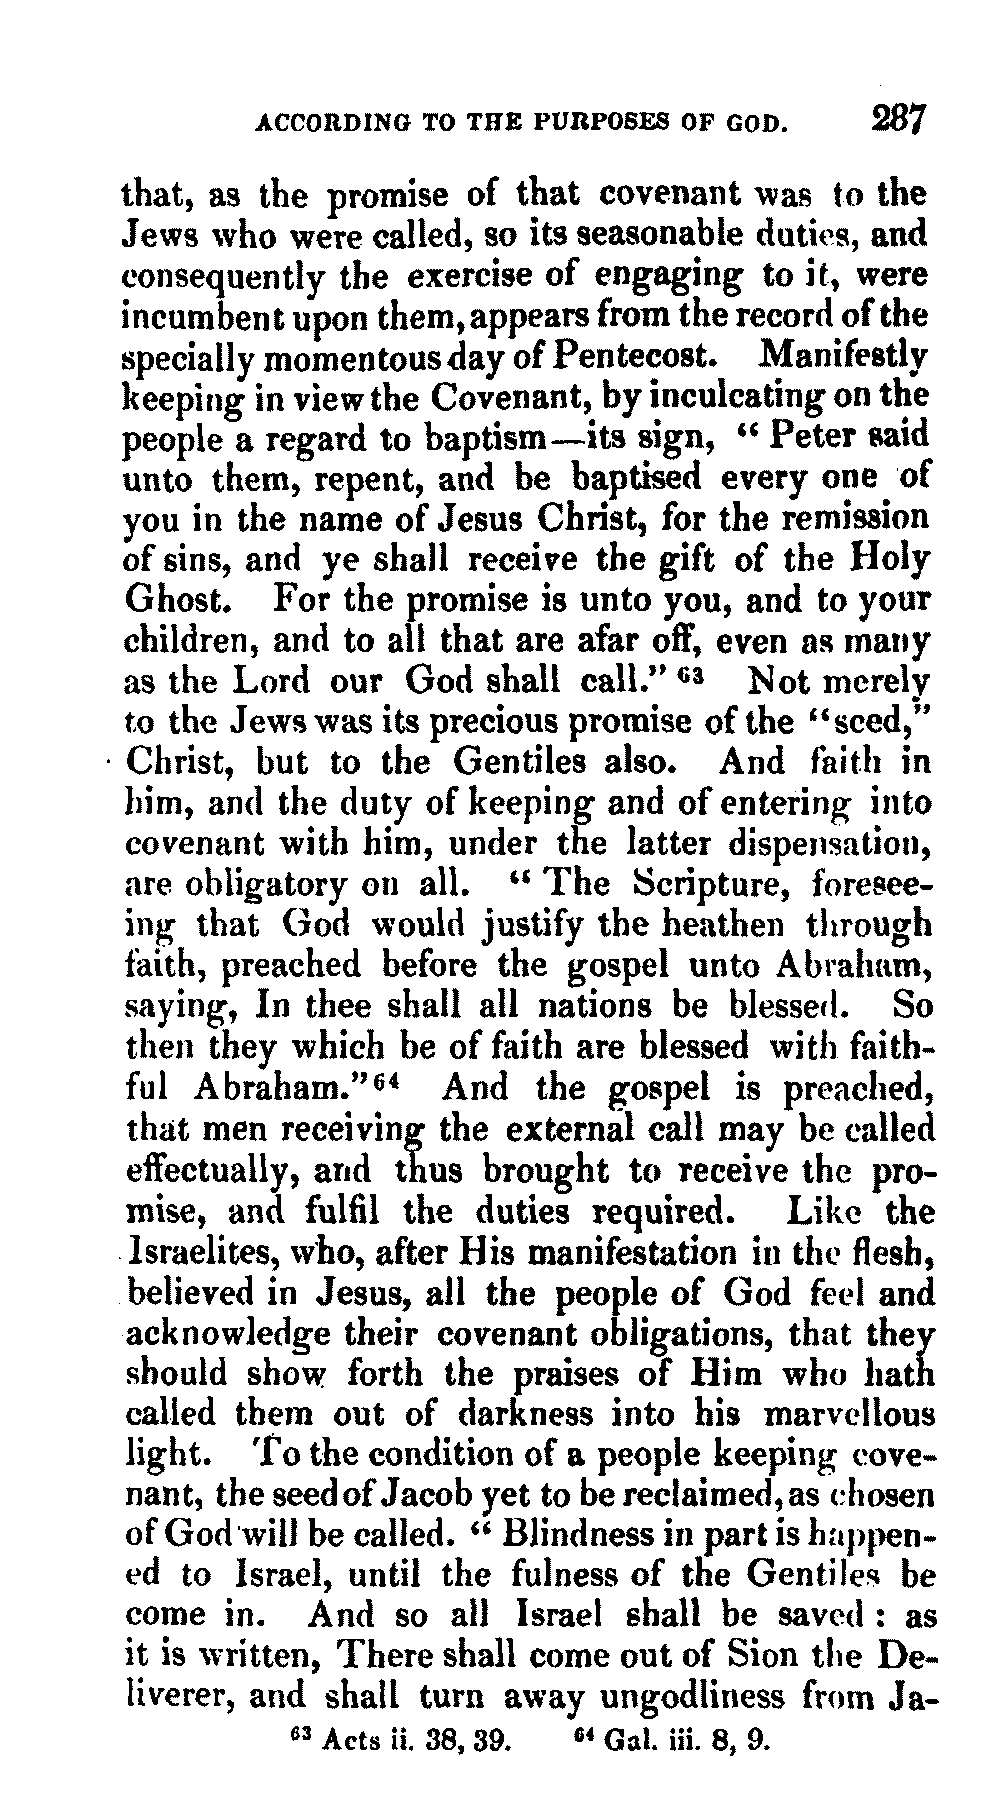 ACCORDING TO THE PURPOSES OF GOD. 287
that, as the promise of that covenant was to the
Jews who were called, so its seasonable duties, and
consequently the exercise of engaging to it, were
incumbent upon them, appears from the record of the
specially momentous day of Pentecost. Manifestly
keeping in view the Covenant, by inculcating on the
people a regard to baptism—its sign, “ Peter said
unto them, repent, and be baptised every one of
you in the name of Jesus Christ, for the remission
of sins, and ye shall receive the gift of the Holy
Ghost. For the promise is unto you, and to your
children, and to all that are afar off, even as many
as the Lord our God shall call.” 63 Not merely
to the Jews was its precious promise of the “seed,”
Christ, but to the Gentiles also. And faith in
him, and the duty of keeping and of entering into
covenant with him, under the latter dispensation,
are obligatory on all. “ The Scripture, foresee-
ing that God would justify the heathen through
faith, preached before the gospel unto Abraham,
saying, In thee shall all nations be blessed. So
then they which be of faith are blessed with faith-
ful Abraham.” 64 And the gospel is preached,
that men receiving the external call may be called
effectually, and thus brought to receive the pro-
mise, and fulfil the duties required. Like the
Israelites, who, after His manifestation in the flesh,
believed in Jesus, all the people of God feel and
acknowledge their covenant obligations, that they
should show forth the praises of Him who hath
called them out of darkness into his marvellous
light. To the condition of a people keeping cove-
nant, the seed of Jacob yet to be reclaimed, as chosen
of God will be called. “ Blindness in part is happen-
ed to Israel, until the fulness of the Gentiles be
come in. And so all Israel shall be saved : as
it is written, There shall come out of Sion the De-
liverer, and shall turn away ungodliness from Ja-
63 Acts ii. 38, 39. 64 Gal. iii. 8, 9.